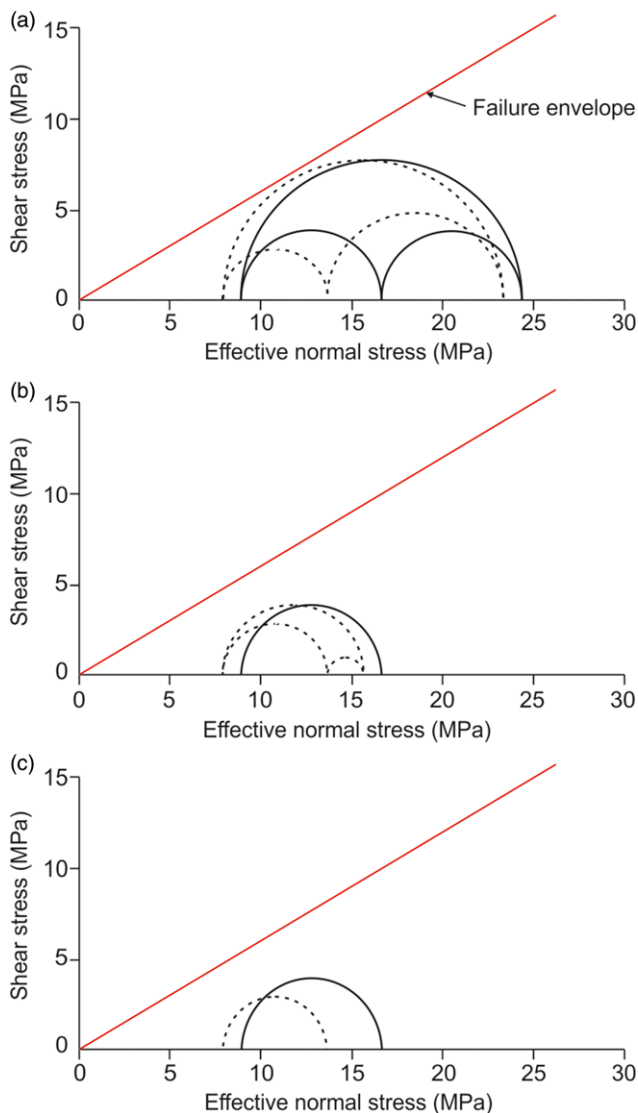 (a)
15
10
5
0
Shear stress (MPa)
Failure envelope
0 5 10 15 20 25 30
Effective normal stress (MPa)
(b)
15
10
5
0
Shear stress (MPa)
0 5 10 15 20 25 30
Effective normal stress (MPa)
(c)
15
10
5
0
Shear stress (MPa)
0 5 10 15 20 25 30
Effective normal stress (MPa)